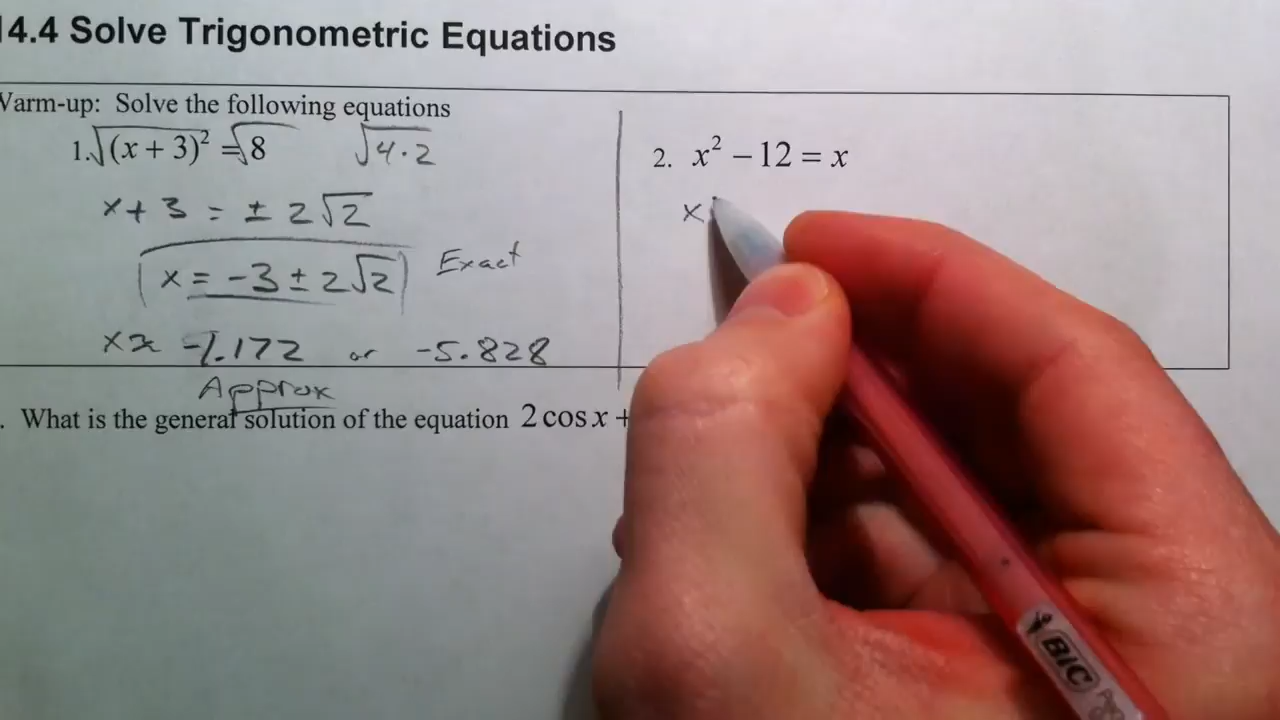 14.4 Solve Trigonometric Equations
Warm-up: Solve the following equations
1. √(x + 3)² = √8 √4·2
x + 3 = ± 2√2
x = -3 ± 2√2 Exact
x ≈ -.172 or -5.828
Approx
2. x² − 12 = x
x
. What is the general solution of the equation 2 cos x +
BIC